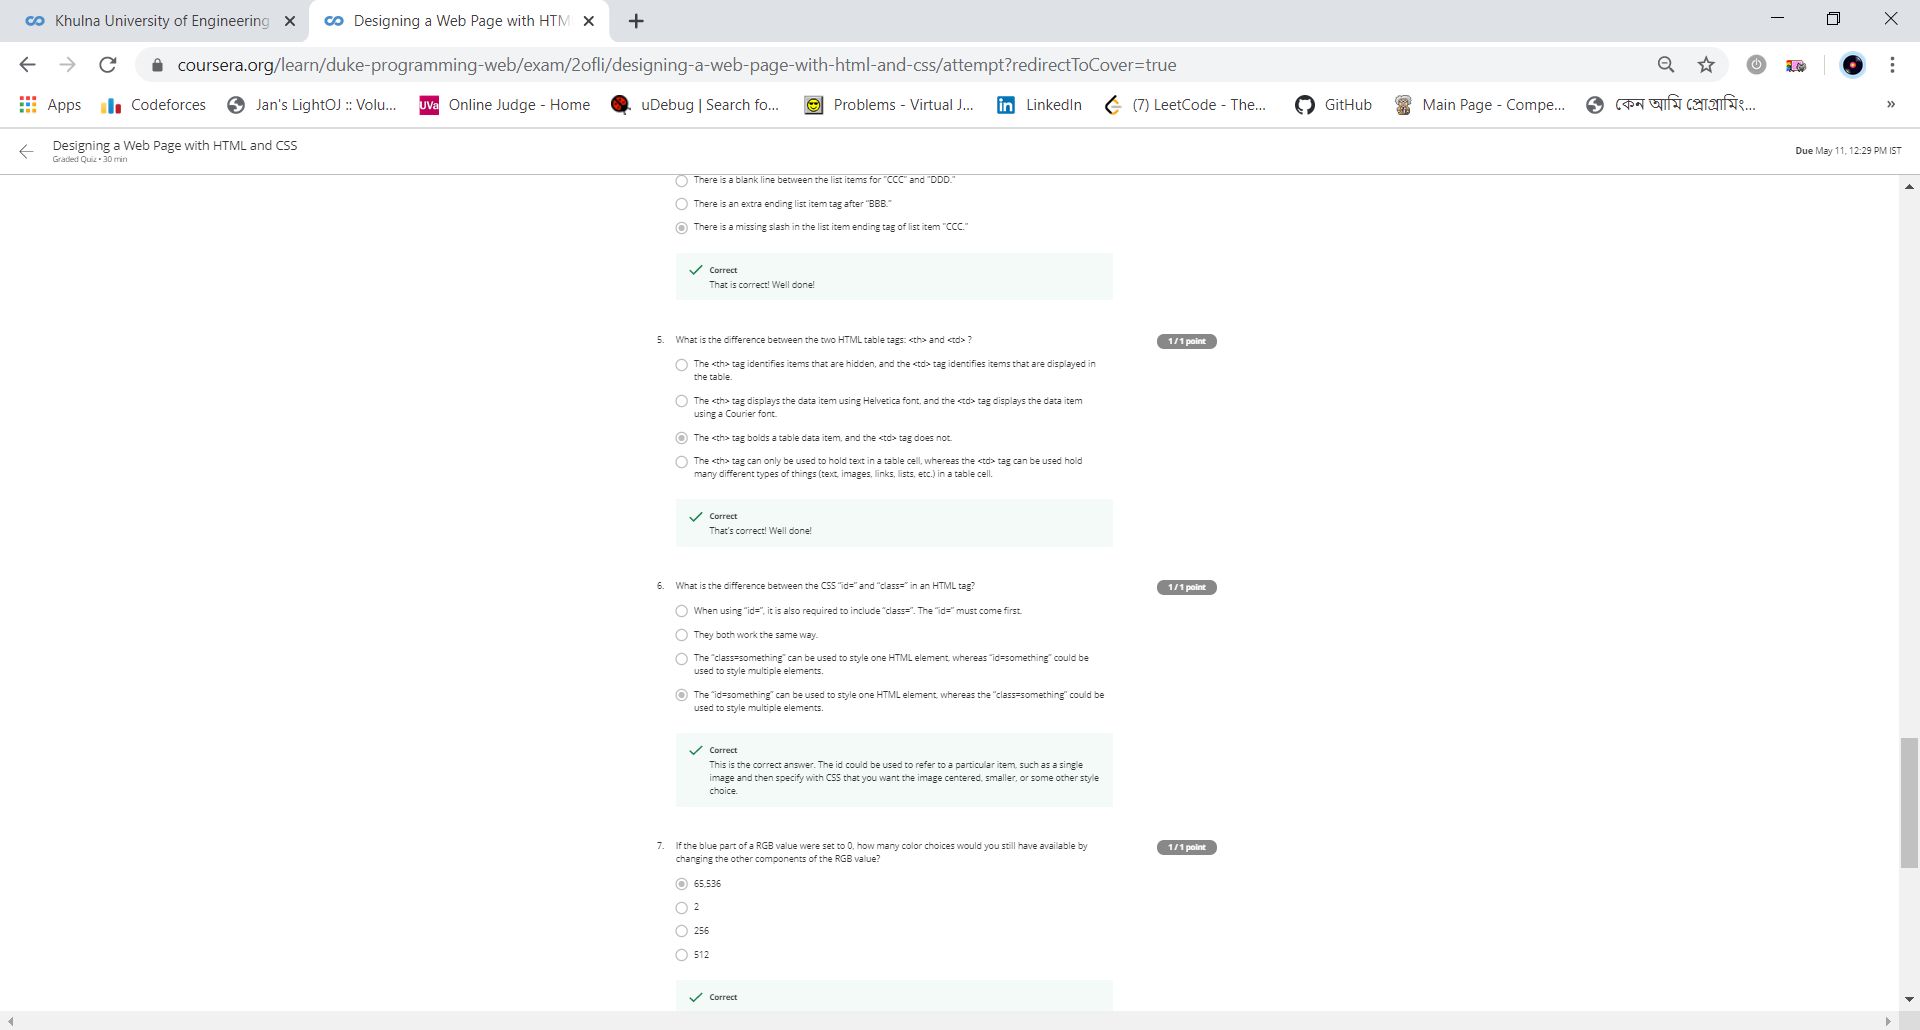 Khulna University of Engineering
Designing a Web Page with HTM
coursera.org/learn/duke-programming-web/exam/2ofli/designing-a-web-page-with-html-and-css/attempt?redirectToCover=true
Apps Codeforces Jan's LightOJ :: Volu... UVa Online Judge - Home uDebug | Search fo... Problems - Virtual J... LinkedIn (7) LeetCode - The... GitHub Main Page - Compe... কেন আমি প্রোগ্রামিং... »
Designing a Web Page with HTML and CSS
Graded Quiz • 30 min
Due May 11, 12:29 PM IST
There is a blank line between the list items for "CCC" and "DDD."
There is an extra ending list item tag after "BBB."
There is a missing slash in the list item ending tag of list item "CCC."
Correct
That is correct! Well done!
5. What is the difference between the two HTML table tags: <th> and <td> ?
1 / 1 point
The <th> tag identifies items that are hidden, and the <td> tag identifies items that are displayed in
the table.
The <th> tag displays the data item using Helvetica font, and the <td> tag displays the data item
using a Courier font.
The <th> tag bolds a table data item, and the <td> tag does not.
The <th> tag can only be used to hold text in a table cell, whereas the <td> tag can be used hold
many different types of things (text, images, links, lists, etc.) in a table cell.
Correct
That's correct! Well done!
6. What is the difference between the CSS "id=" and "class=" in an HTML tag?
1 / 1 point
When using "id=", it is also required to include "class=". The "id=" must come first.
They both work the same way.
The "class=something" can be used to style one HTML element, whereas "id=something" could be
used to style multiple elements.
The "id=something" can be used to style one HTML element, whereas the "class=something" could be
used to style multiple elements.
Correct
This is the correct answer. The id could be used to refer to a particular item, such as a single
image and then specify with CSS that you want the image centered, smaller, or some other style
choice.
7. If the blue part of a RGB value were set to 0, how many color choices would you still have available by
changing the other components of the RGB value?
1 / 1 point
65,536
2
256
512
Correct